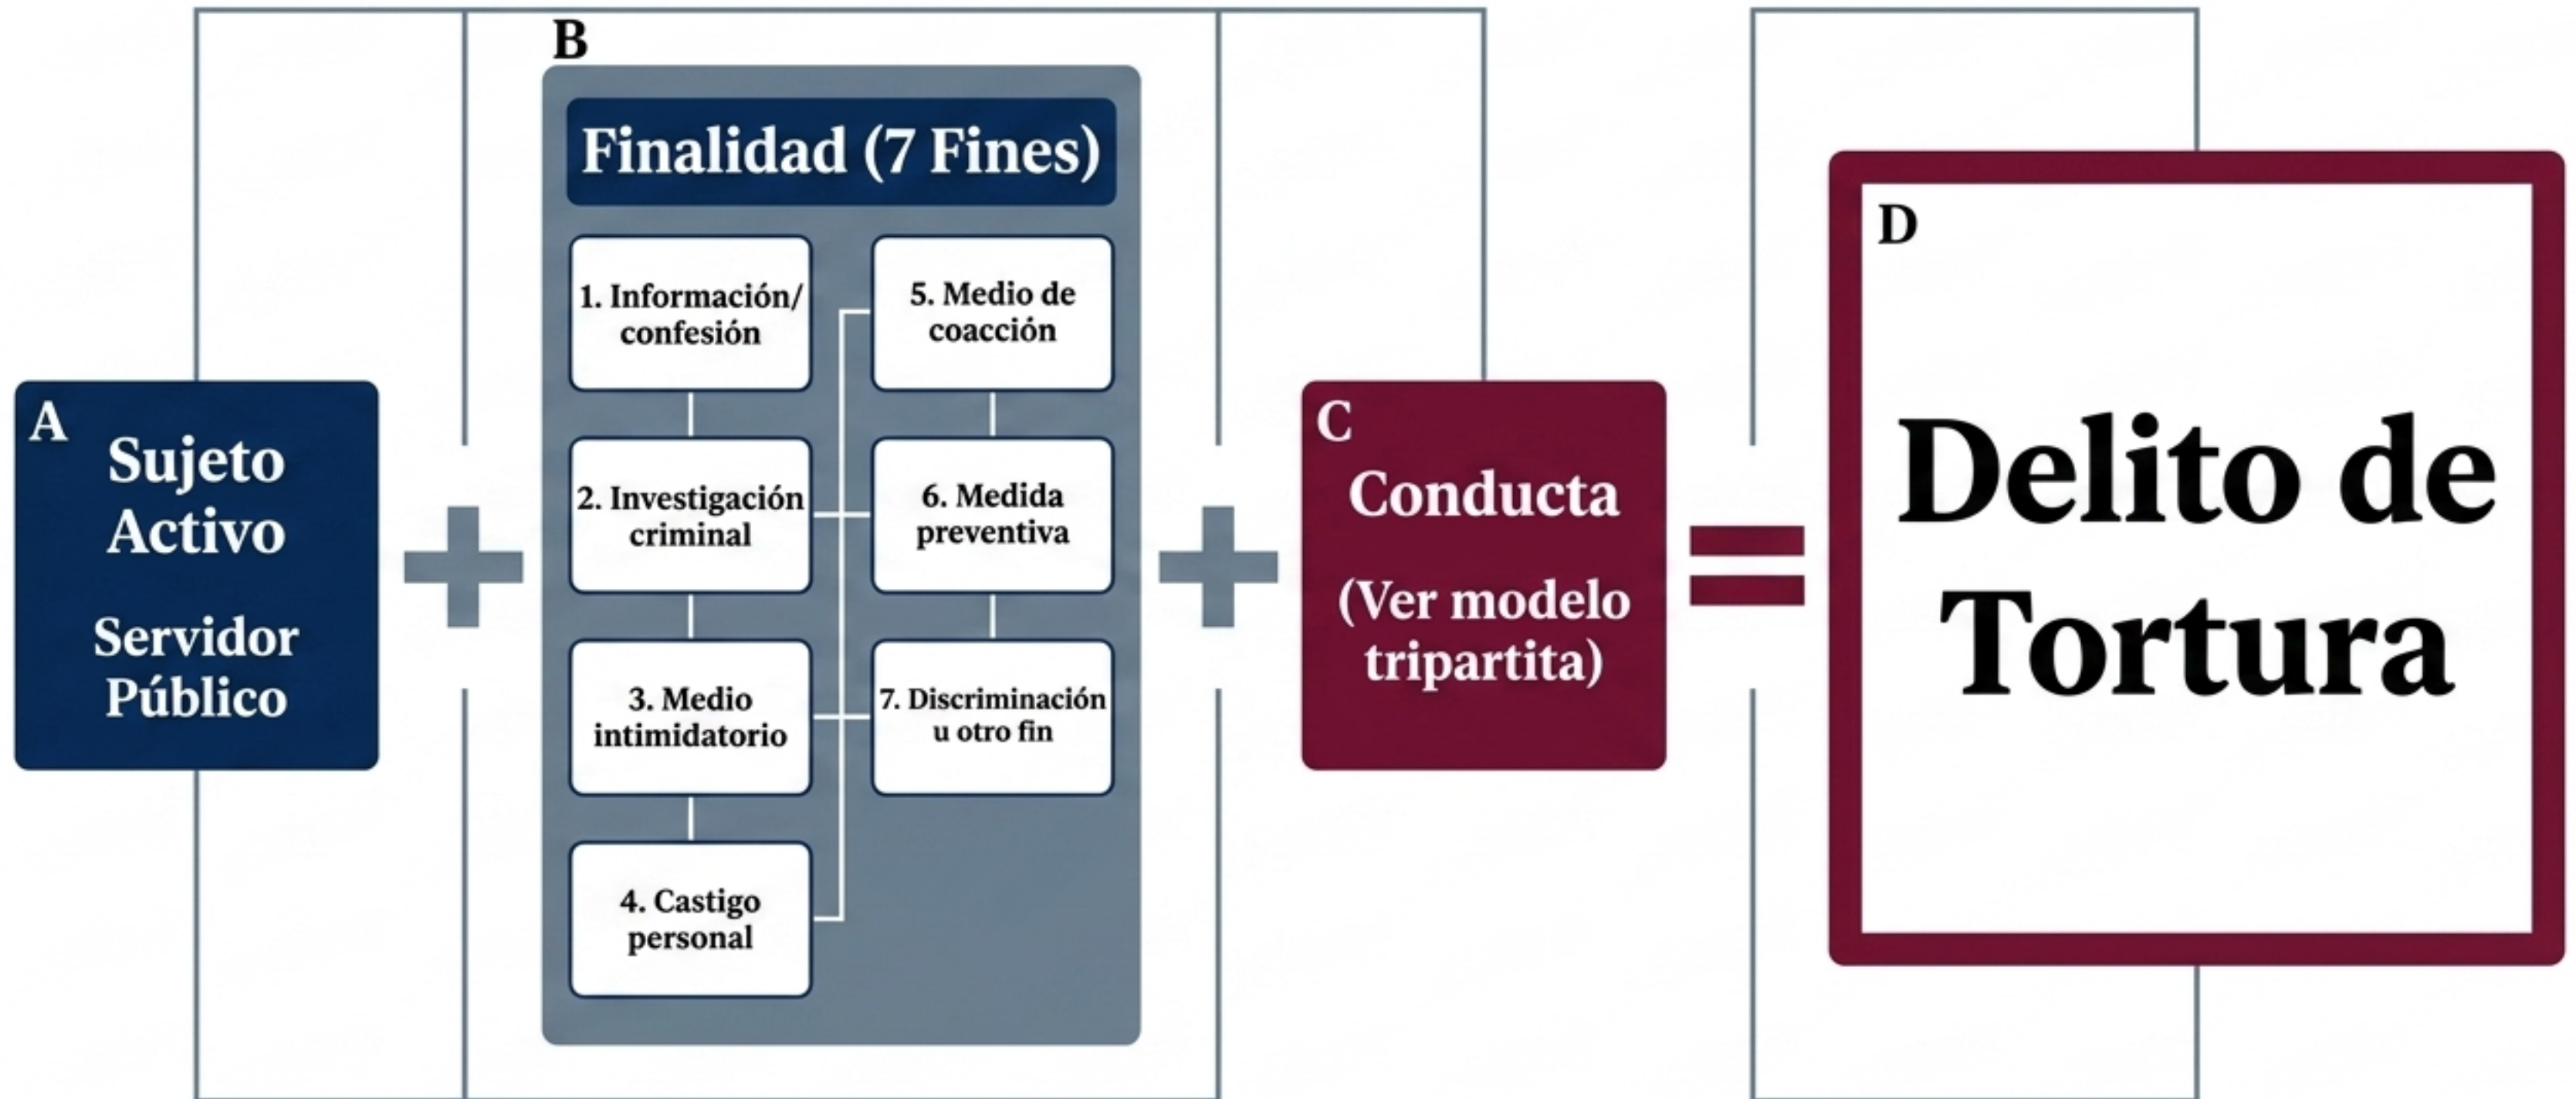 A
Sujeto
Activo
Servidor
Público
+
B
Finalidad (7 Fines)
1. Información/
confesión
2. Investigación
criminal
3. Medio
intimidatorio
4. Castigo
personal
5. Medio de
coacción
6. Medida
preventiva
7. Discriminación
u otro fin
+
C
Conducta
(Ver modelo
tripartita)
=
D
Delito de
Tortura